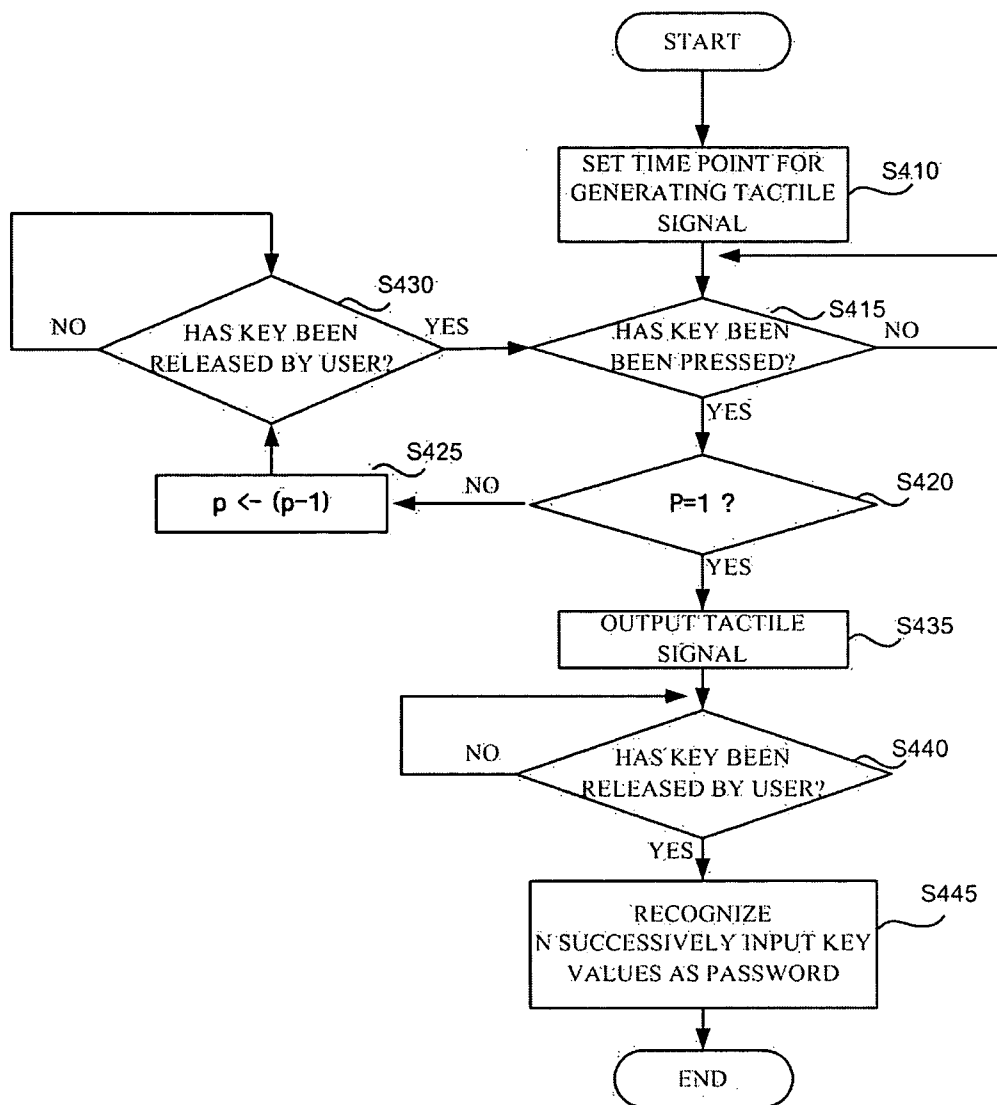 START
SET TIME POINT FOR
GENERATING TACTILE
SIGNAL
S410
S430
HAS KEY BEEN
RELEASED BY USER?
NO
YES
S415
HAS KEY BEEN
BEEN PRESSED?
NO
YES
S425
p <- (p-1)
NO
S420
P=1 ?
YES
OUTPUT TACTILE
SIGNAL
S435
NO
HAS KEY BEEN
RELEASED BY USER?
S440
YES
RECOGNIZE
N SUCCESSIVELY INPUT KEY
VALUES AS PASSWORD
S445
END